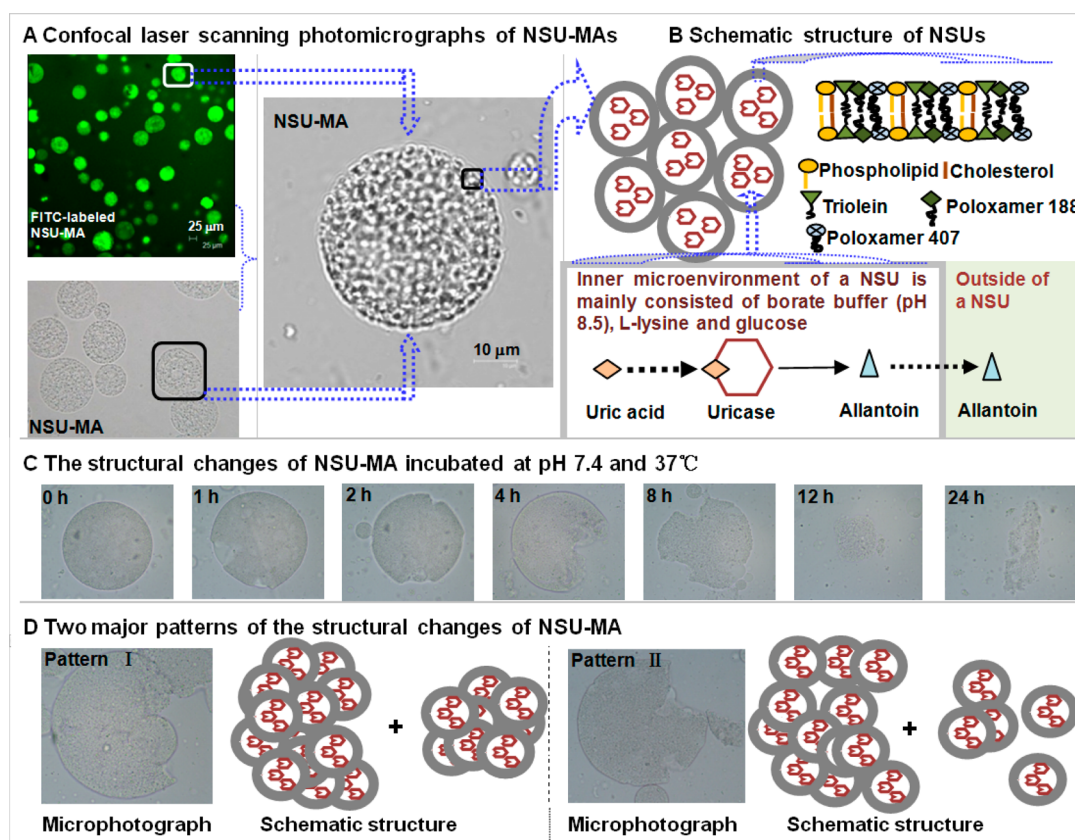 A Confocal laser scanning photomicrographs of NSU-MAs
FITC-labeled
NSU-MA
25 μm
25 μm
NSU-MA
NSU-MA
10 μm
B Schematic structure of NSUs
Phospholipid
Cholesterol
Triolein
Poloxamer 188
Poloxamer 407
Inner microenvironment of a NSU is
mainly consisted of borate buffer (pH
8.5), L-lysine and glucose
Uric acid
Uricase
Allantoin
Outside of
a NSU
Allantoin
C The structural changes of NSU-MA incubated at pH 7.4 and 37℃
0 h
1 h
2 h
4 h
8 h
12 h
24 h
D Two major patterns of the structural changes of NSU-MA
Pattern Ⅰ
+
Microphotograph
Schematic structure
Pattern Ⅱ
+
Microphotograph
Schematic structure